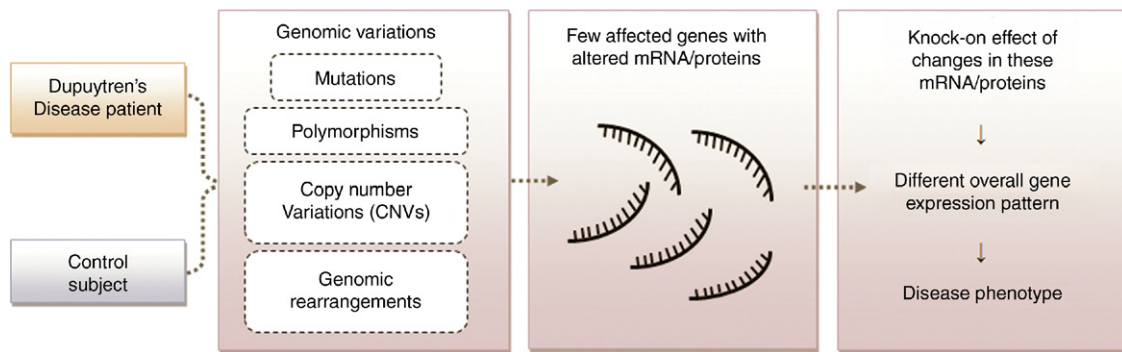 Dupuytren's
Disease patient
Control
subject
Genomic variations
Mutations
Polymorphisms
Copy number
Variations (CNVs)
Genomic
rearrangements
Few affected genes with
altered mRNA/proteins
Knock-on effect of
changes in these
mRNA/proteins
↓
Different overall gene
expression pattern
↓
Disease phenotype